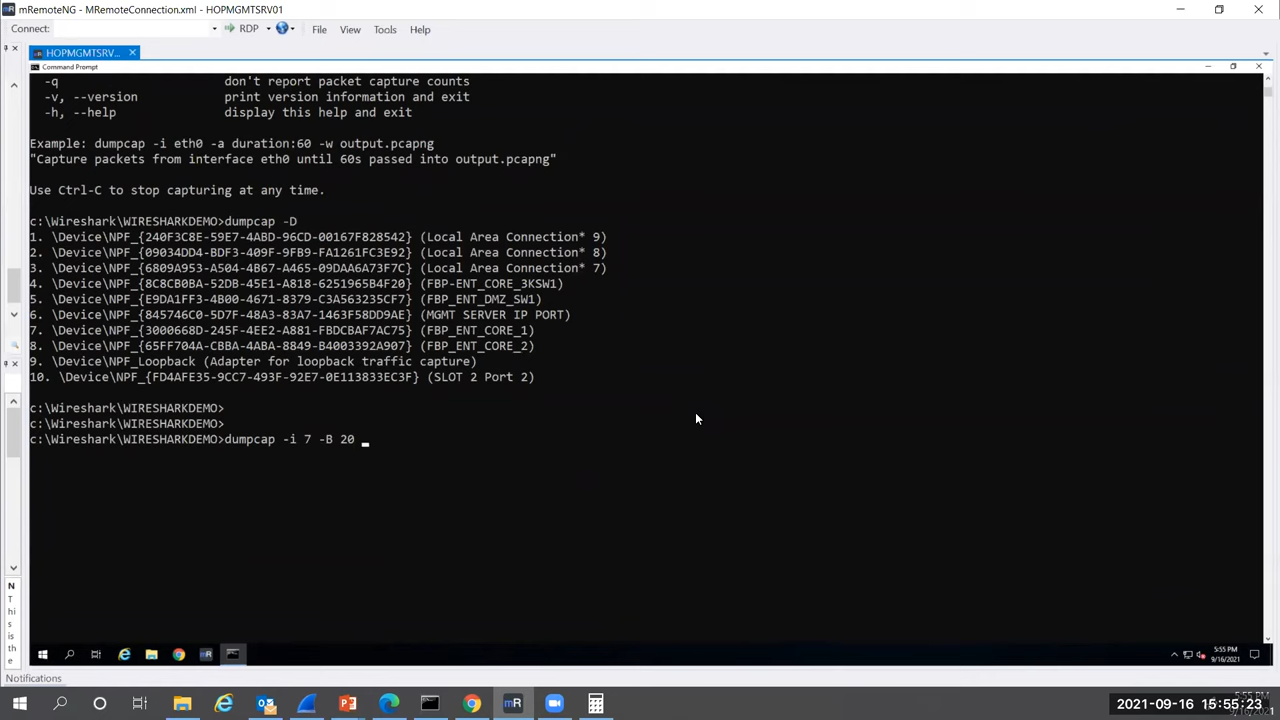 mRemoteNG - MRemoteConnection.xml - HOPMGMTSRV01
Connect: RDP File View Tools Help
HOPMGMTSRV...
Command Prompt
-q don't report packet capture counts
-v, --version print version information and exit
-h, --help display this help and exit
Example: dumpcap -i eth0 -a duration:60 -w output.pcapng
"Capture packets from interface eth0 until 60s passed into output.pcapng"
Use Ctrl-C to stop capturing at any time.
c:\Wireshark\WIRESHARKDEMO>dumpcap -D
1. \Device\NPF_{240F3C8E-59E7-4ABD-96CD-00167F828542} (Local Area Connection* 9)
2. \Device\NPF_{09034DD4-BDF3-409F-9FB9-FA1261FC3E92} (Local Area Connection* 8)
3. \Device\NPF_{6809A953-A504-4B67-A465-09DAA6A73F7C} (Local Area Connection* 7)
4. \Device\NPF_{8C8CB0BA-52DB-45E1-A818-6251965B4F20} (FBP-ENT_CORE_3KSW1)
5. \Device\NPF_{E9DA1FF3-4B00-4671-8379-C3A563235CF7} (FBP_ENT_DMZ_SW1)
6. \Device\NPF_{845746C0-5D7F-48A3-83A7-1463F58DD9AE} (MGMT SERVER IP PORT)
7. \Device\NPF_{3000668D-245F-4EE2-A881-FBDCBAF7AC75} (FBP_ENT_CORE_1)
8. \Device\NPF_{65FF704A-CBBA-4ABA-8849-B4003392A907} (FBP_ENT_CORE_2)
9. \Device\NPF_Loopback (Adapter for loopback traffic capture)
10. \Device\NPF_{FD4AFE35-9CC7-493F-92E7-0E113833EC3F} (SLOT 2 Port 2)
c:\Wireshark\WIRESHARKDEMO>
c:\Wireshark\WIRESHARKDEMO>
c:\Wireshark\WIRESHARKDEMO>dumpcap -i 7 -B 20 _
N
T
hi
s
is
the
5:55 PM
9/16/2021
Notifications
2021-09-16 15:55:23